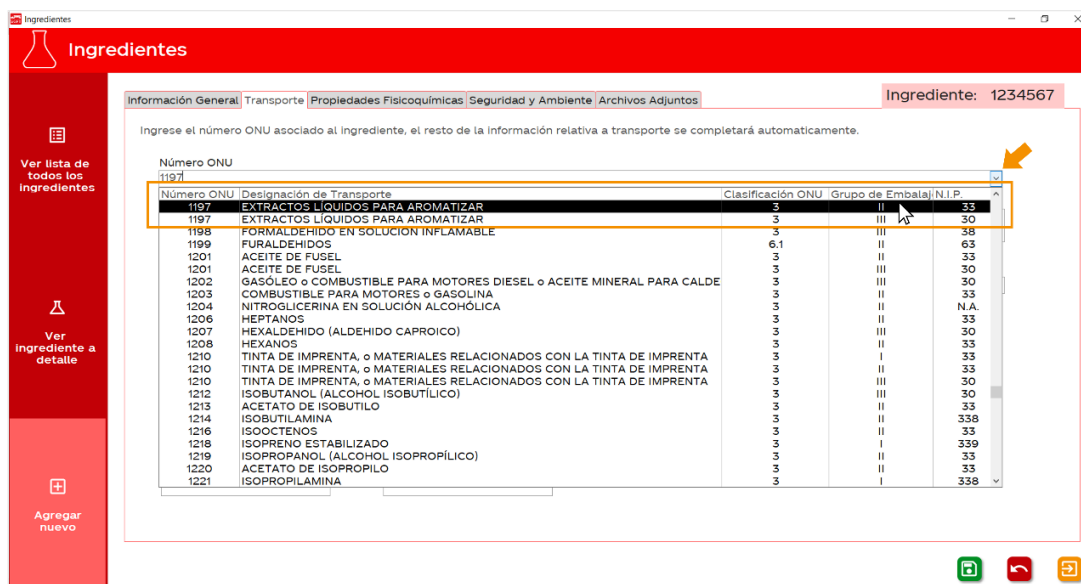 Ingredientes
Ingredientes
Información General Transporte Propiedades Fisicoquímicas Seguridad y Ambiente Archivos Adjuntos
Ingrediente: 1234567
Ingrese el número ONU asociado al ingrediente, el resto de la información relativa a transporte se completará automaticamente.
Ver lista de
todos los
ingredientes
Ver
ingrediente a
detalle
Agregar
nuevo
Número ONU
1197
Número ONU Designación de Transporte Clasificación ONU Grupo de Embalaj N.I.P.
1197 EXTRACTOS LÍQUIDOS PARA AROMATIZAR 3 II 33
1197 EXTRACTOS LÍQUIDOS PARA AROMATIZAR 3 III 30
1198 FORMALDEHIDO EN SOLUCIÓN INFLAMABLE 3 III 38
1199 FURALDEHIDOS 6.1 II 63
1201 ACEITE DE FUSEL 3 II 33
1201 ACEITE DE FUSEL 3 III 30
1202 GASÓLEO o COMBUSTIBLE PARA MOTORES DIESEL o ACEITE MINERAL PARA CALDE 3 III 30
1203 COMBUSTIBLE PARA MOTORES o GASOLINA 3 II 33
1204 NITROGLICERINA EN SOLUCIÓN ALCOHÓLICA 3 II N.A.
1206 HEPTANOS 3 II 33
1207 HEXALDEHIDO (ALDEHIDO CAPROICO) 3 III 30
1208 HEXANOS 3 II 33
1210 TINTA DE IMPRENTA, o MATERIALES RELACIONADOS CON LA TINTA DE IMPRENTA 3 I 33
1210 TINTA DE IMPRENTA, o MATERIALES RELACIONADOS CON LA TINTA DE IMPRENTA 3 II 33
1210 TINTA DE IMPRENTA, o MATERIALES RELACIONADOS CON LA TINTA DE IMPRENTA 3 III 30
1212 ISOBUTANOL (ALCOHOL ISOBUTÍLICO) 3 III 30
1213 ACETATO DE ISOBUTILO 3 II 33
1214 ISOBUTILAMINA 3 II 338
1216 ISOOCTENOS 3 II 33
1218 ISOPRENO ESTABILIZADO 3 I 339
1219 ISOPROPANOL (ALCOHOL ISOPROPÍLICO) 3 II 33
1220 ACETATO DE ISOPROPILO 3 II 33
1221 ISOPROPILAMINA 3 I 338